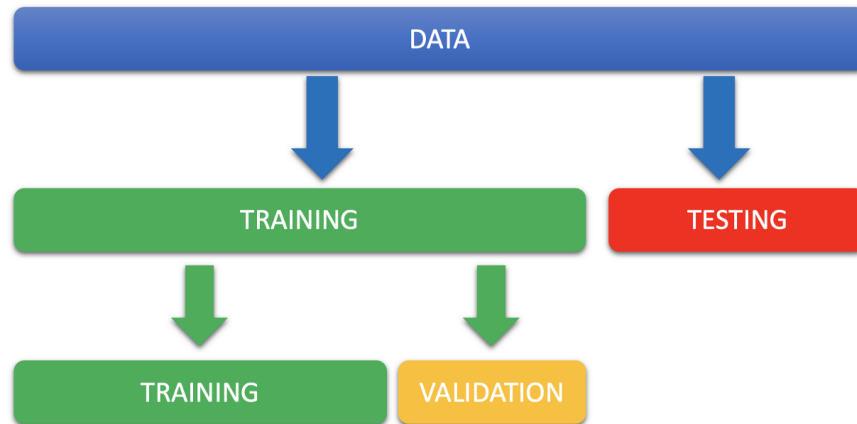 DATA
TRAINING
TESTING
TRAINING
VALIDATION